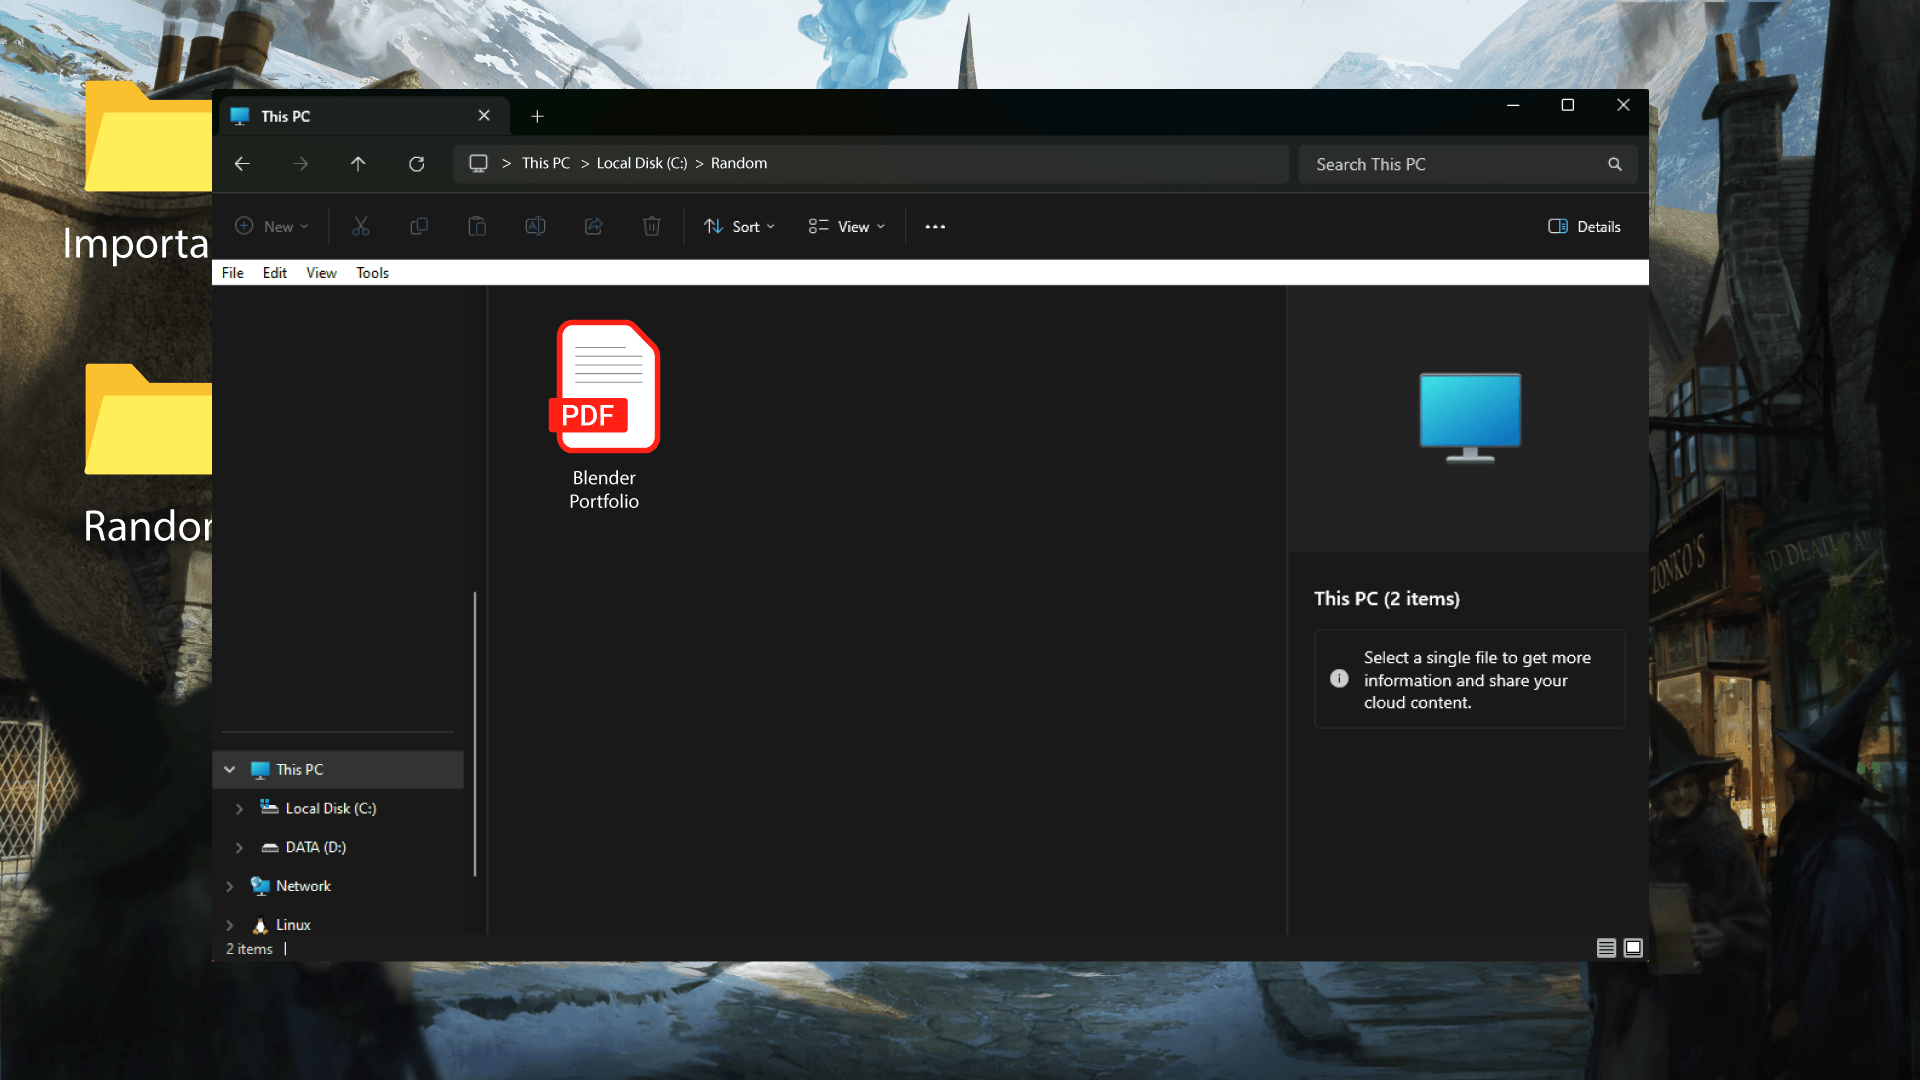 This PC
> This PC > Local Disk (C:) > Random
Search This PC
New
Sort
View
Details
File Edit View Tools
Importa
PDF
Blender
Portfolio
Random
This PC (2 items)
Select a single file to get more
information and share your
cloud content.
ZONKO'S
This PC
Local Disk (C:)
DATA (D:)
Network
Linux
2 items